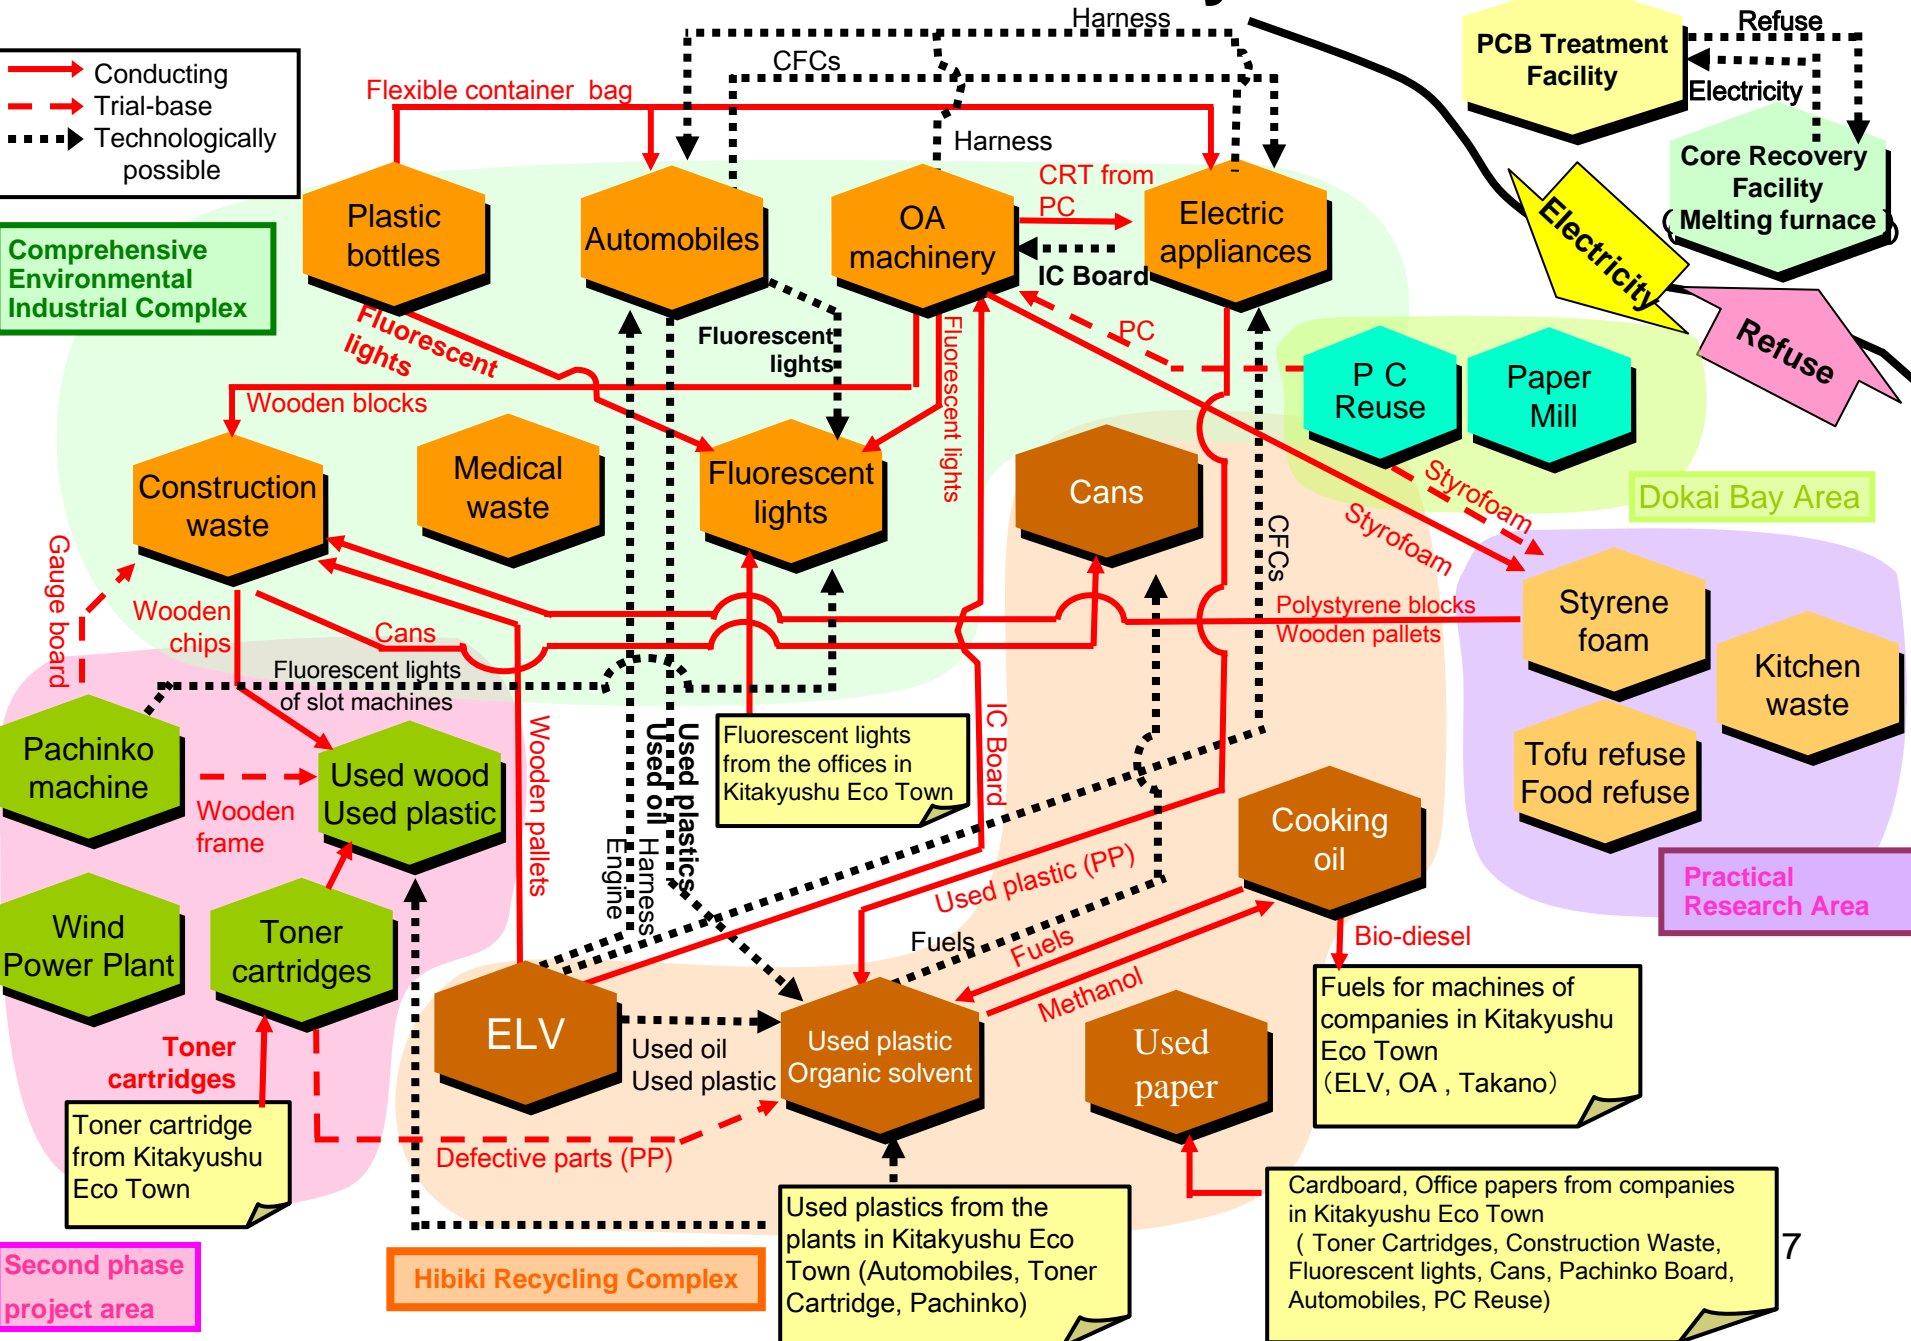 Harness
Refuse
PCB Treatment
Facility
Electricity
Conducting
Trial-base
Technologically
possible
CFCs
Flexible container bag
Harness
Core Recovery
Facility
(Melting furnace)
CRT from
PC
Plastic
bottles
Automobiles
OA
machinery
Electric
appliances
IC Board
Electricity
Refuse
Comprehensive
Environmental
Industrial Complex
Fluorescent
lights
Fluorescent
lights
Fluorescent lights
PC
P C
Reuse
Paper
Mill
Wooden blocks
Construction
waste
Medical
waste
Fluorescent
lights
Cans
Styrofoam
Styrofoam
Dokai Bay Area
CFCs
Gauge board
Wooden
chips
Cans
Polystyrene blocks
Wooden pallets
Styrene
foam
Kitchen
waste
Fluorescent lights
of slot machines
Pachinko
machine
Wooden
frame
Used wood
Used plastic
Wooden pallets
Used oil
Used plastics
Engine
Harness
Fluorescent lights
from the offices in
Kitakyushu Eco Town
IC Board
Tofu refuse
Food refuse
Cooking
oil
Used plastic (PP)
Practical
Research Area
Wind
Power Plant
Toner
cartridges
Fuels
Fuels
Methanol
Bio-diesel
Fuels for machines of
companies in Kitakyushu
Eco Town
（ELV, OA , Takano）
ELV
Used oil
Used plastic
Used plastic
Organic solvent
Used
paper
Toner
cartridges
Toner cartridge
from Kitakyushu
Eco Town
Defective parts (PP)
Used plastics from the
plants in Kitakyushu Eco
Town (Automobiles, Toner
Cartridge, Pachinko)
Cardboard, Office papers from companies
in Kitakyushu Eco Town
( Toner Cartridges, Construction Waste,
Fluorescent lights, Cans, Pachinko Board,
Automobiles, PC Reuse)
7
Second phase
project area
Hibiki Recycling Complex